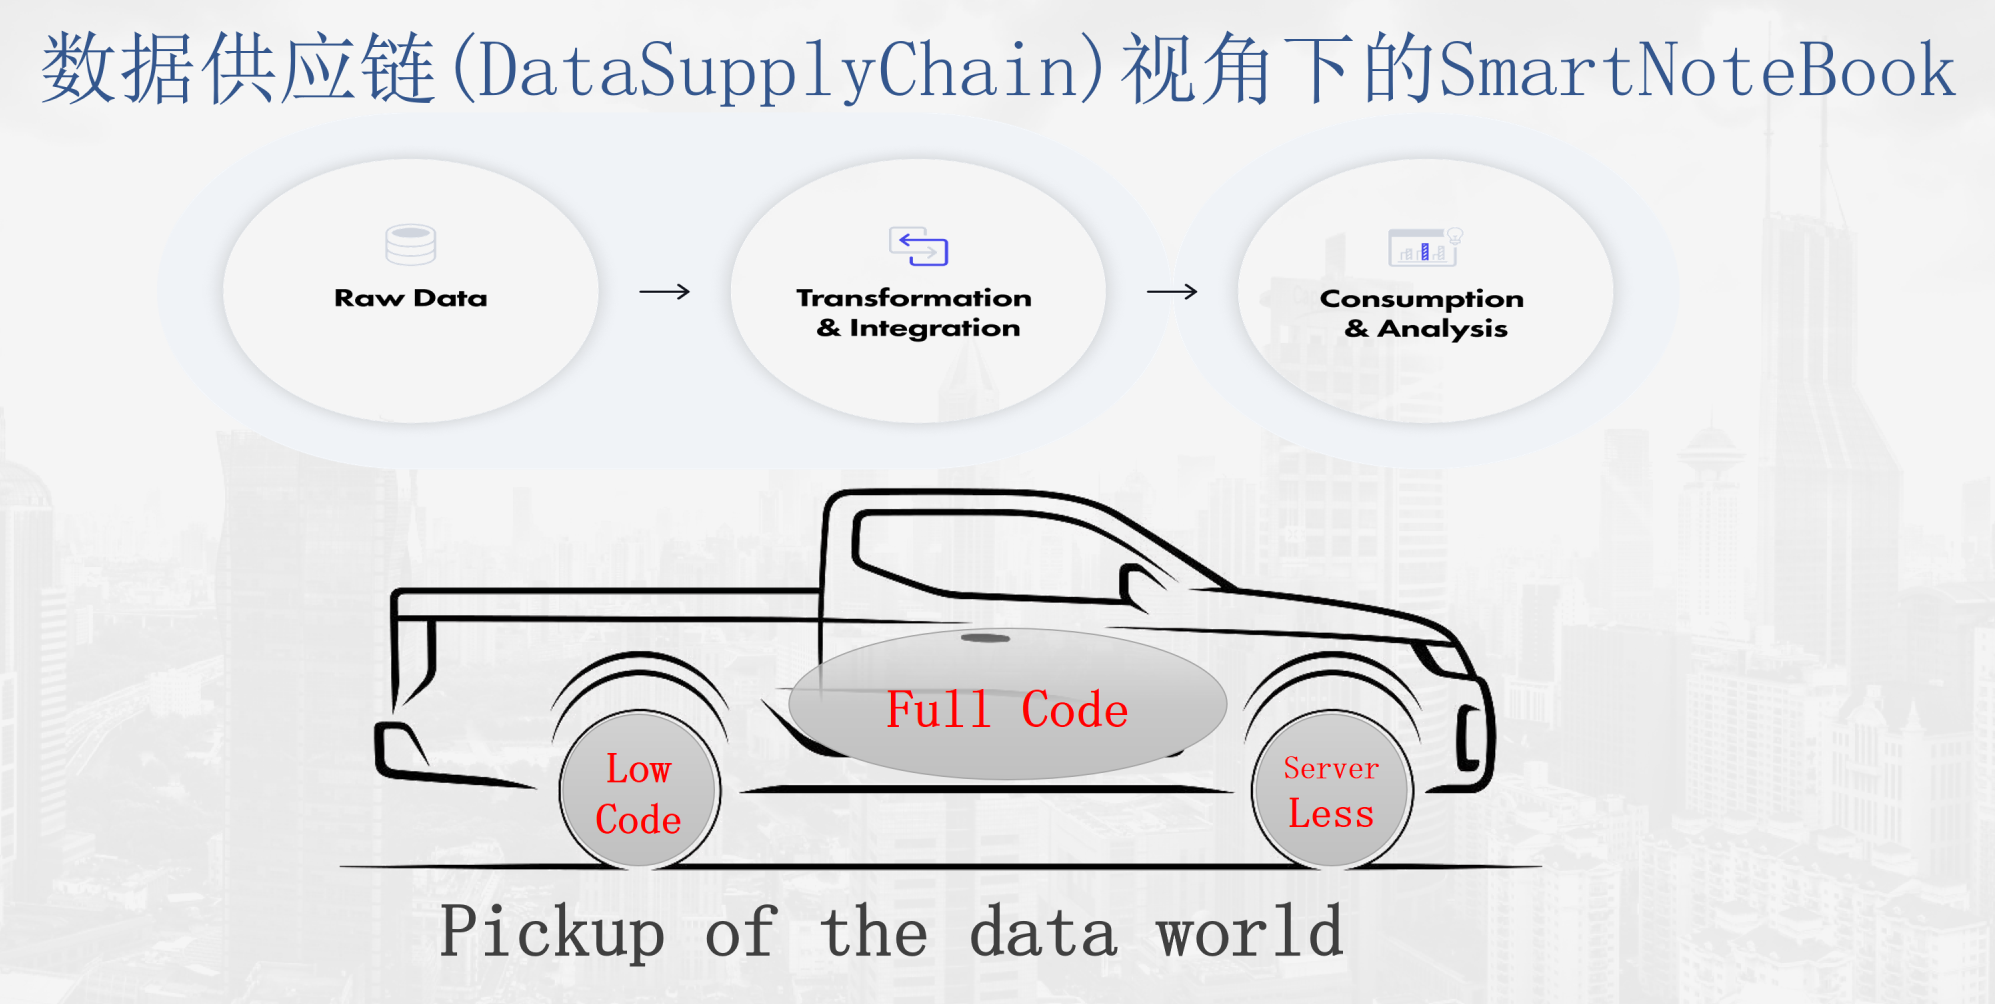 数据供应链(DataSupplyChain)视角下的SmartNoteBook
Raw Data
Transformation
& Integration
Consumption
& Analysis
Full Code
Low
Code
Server
Less
Pickup of the data world